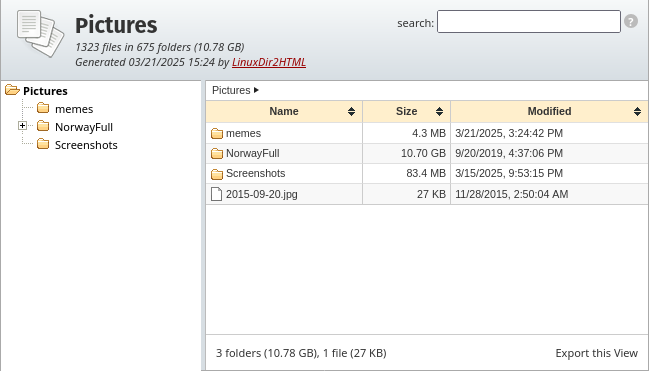 Pictures
search:
?
1323 files in 675 folders (10.78 GB)
Generated 03/21/2025 15:24 by LinuxDir2HTML
Pictures
memes
NorwayFull
Screenshots
Pictures
Name Size Modified
memes 4.3 MB 3/21/2025, 3:24:42 PM
NorwayFull 10.70 GB 9/20/2019, 4:37:06 PM
Screenshots 83.4 MB 3/15/2025, 9:53:15 PM
2015-09-20.jpg 27 KB 11/28/2015, 2:50:04 AM
3 folders (10.78 GB), 1 file (27 KB)
Export this View